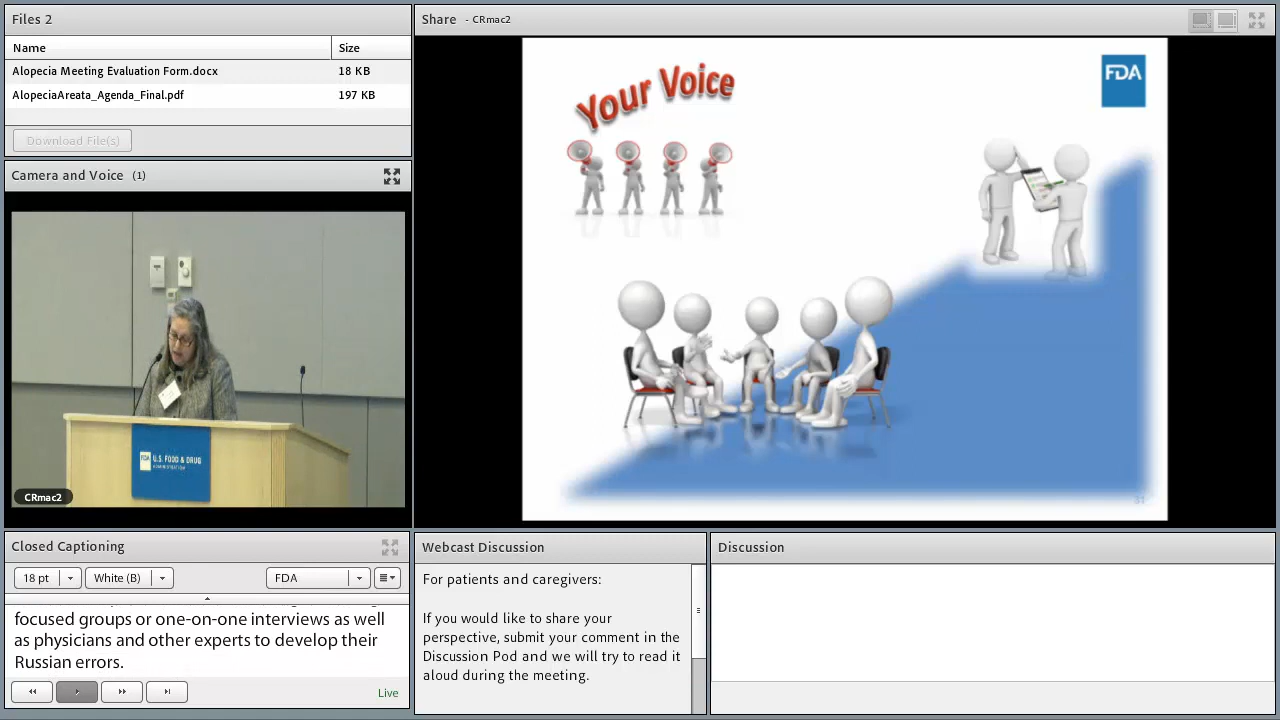 Files 2
Name
Size
Alopecia Meeting Evaluation Form.docx
18 KB
AlopeciaAreata_Agenda_Final.pdf
197 KB
Download File(s)
Camera and Voice (1)
U.S. FOOD & DRUG
ADMINISTRATION
CRmac2
Closed Captioning
18 pt
White (B)
FDA
focused groups or one-on-one interviews as well
as physicians and other experts to develop their
Russian errors.
Live
Share - CRmac2
Your Voice
FDA
31
Webcast Discussion
For patients and caregivers:
If you would like to share your
perspective, submit your comment in the
Discussion Pod and we will try to read it
aloud during the meeting.
Discussion